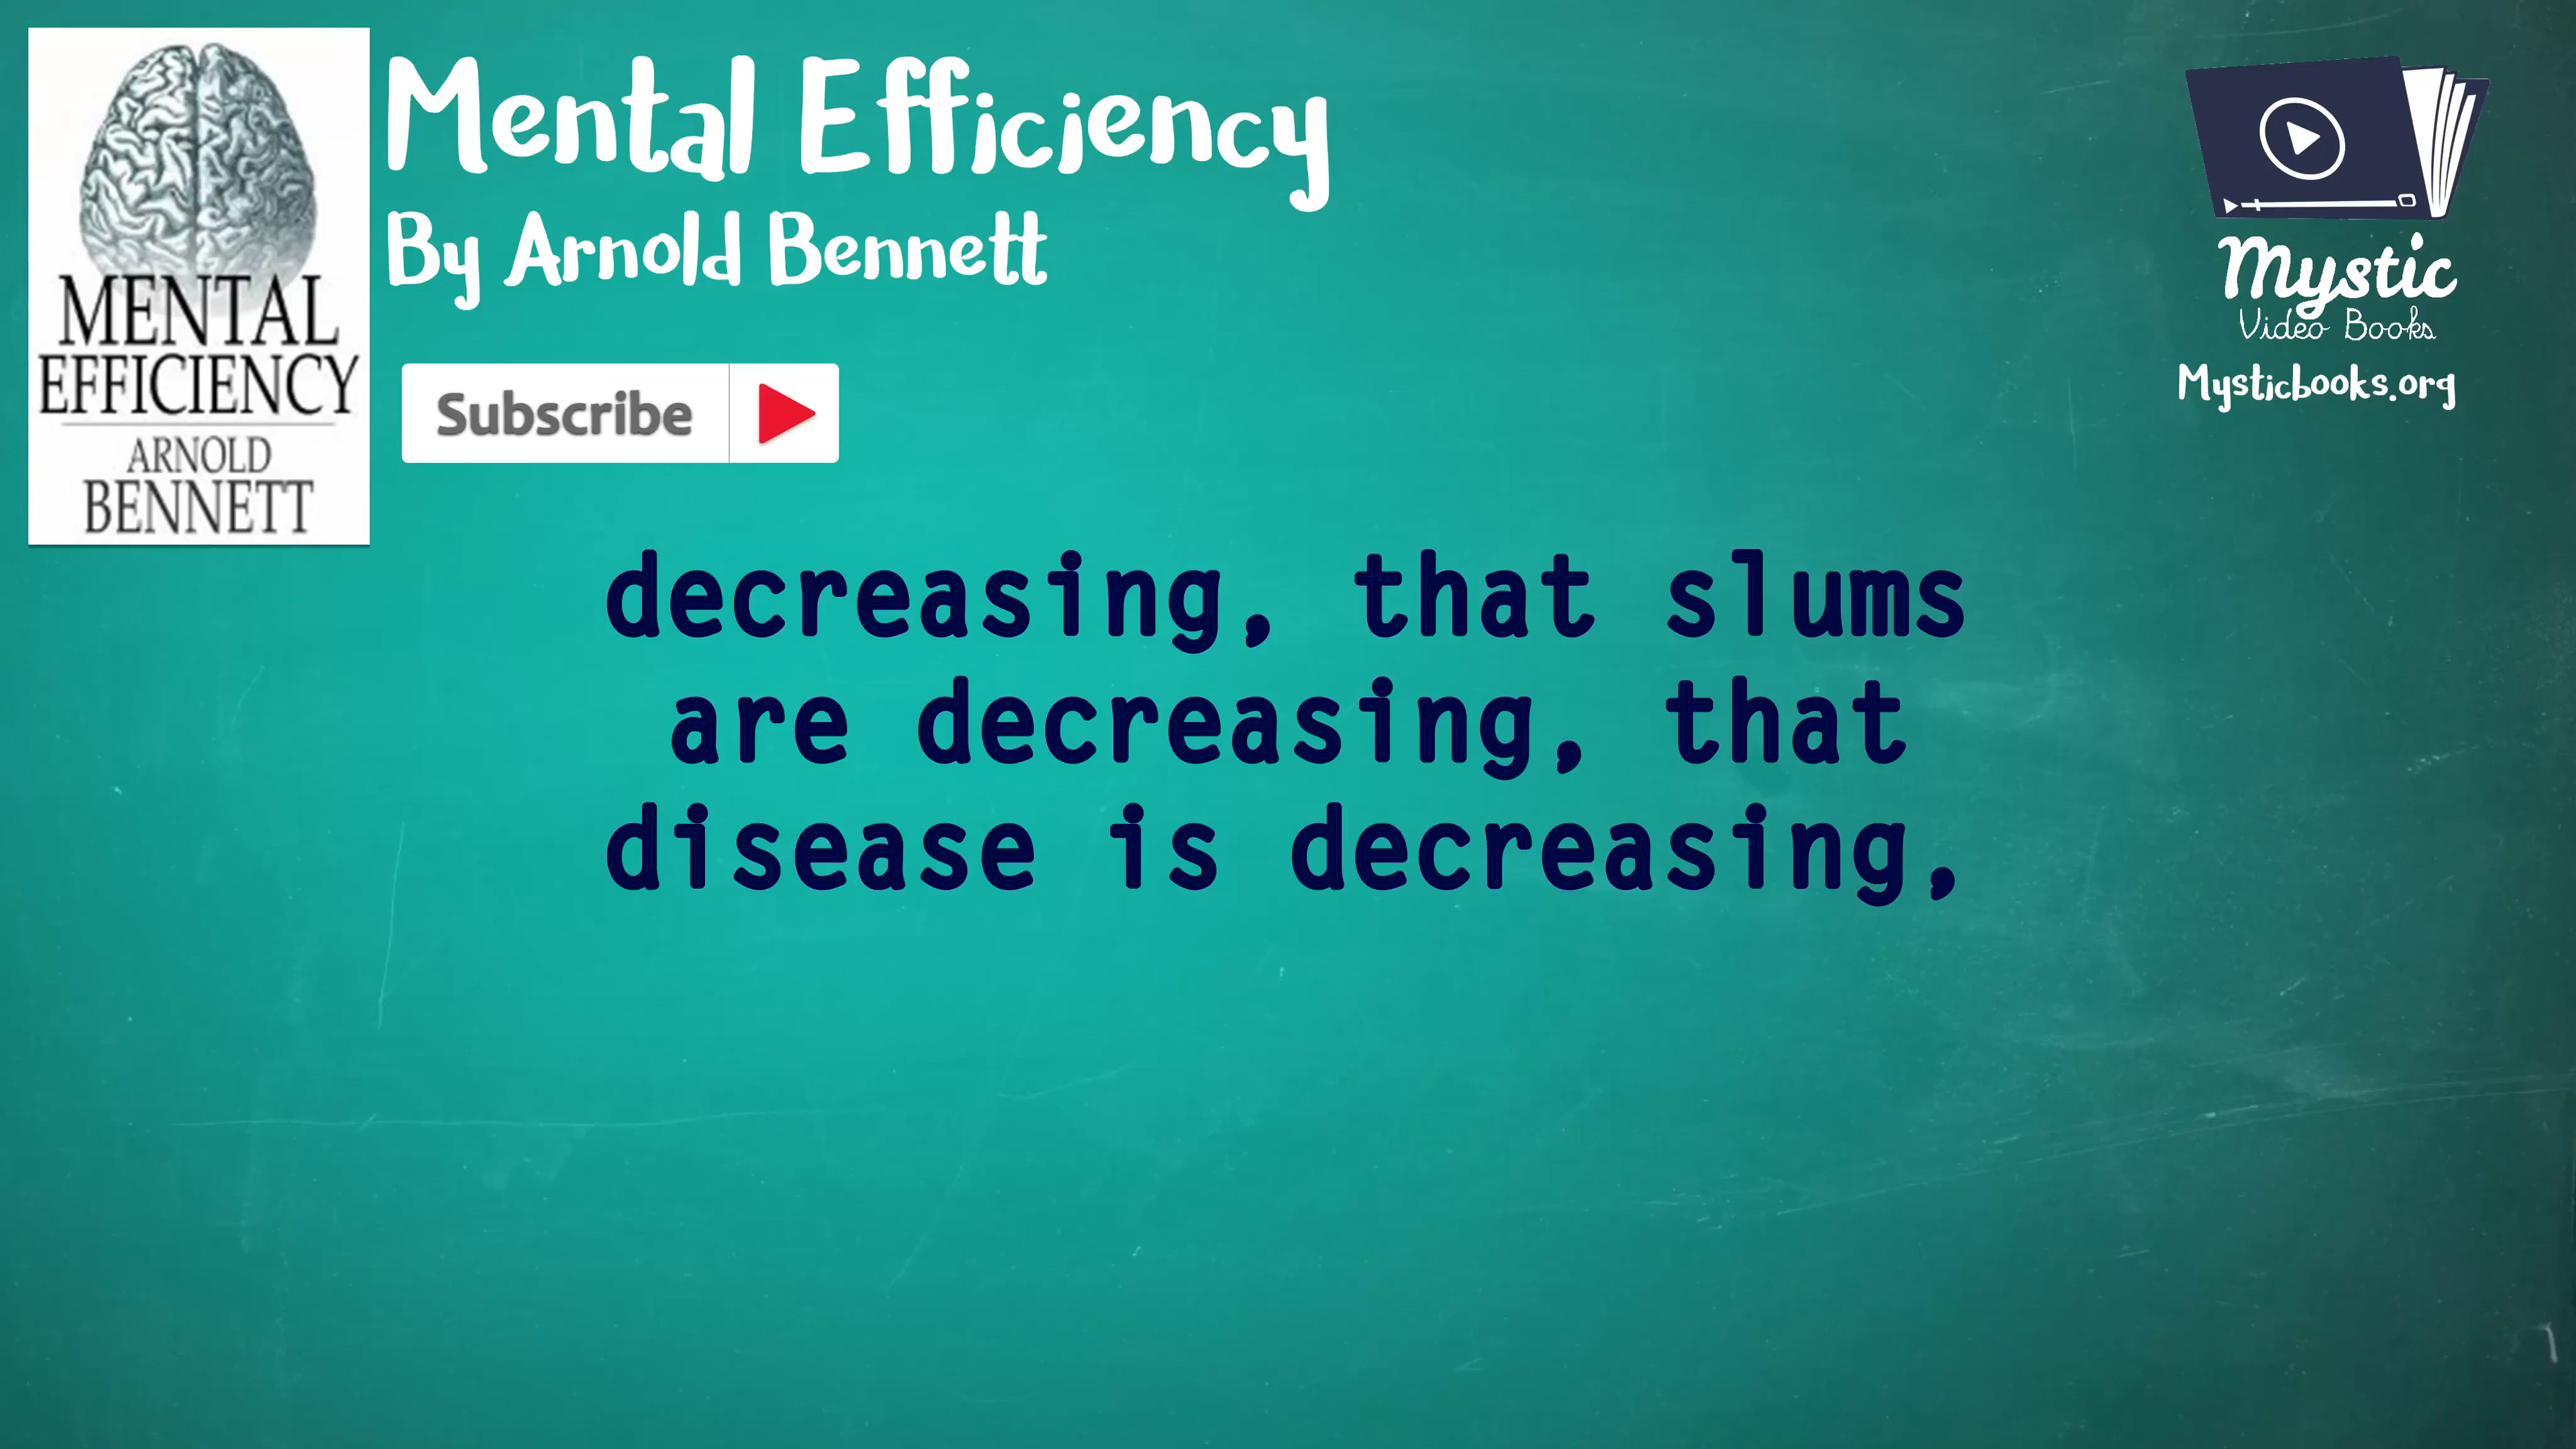 MENTAL
EFFICIENCY
ARNOLD
BENNETT
Mental Efficiency
By Arnold Bennett
Subscribe
Mystic
Video Books
Mysticbooks.org
decreasing, that slums
are decreasing, that
disease is decreasing,